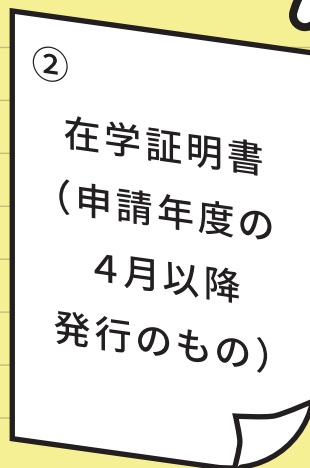 ②
在学証明書
（申請年度の
４月以降
発行のもの）